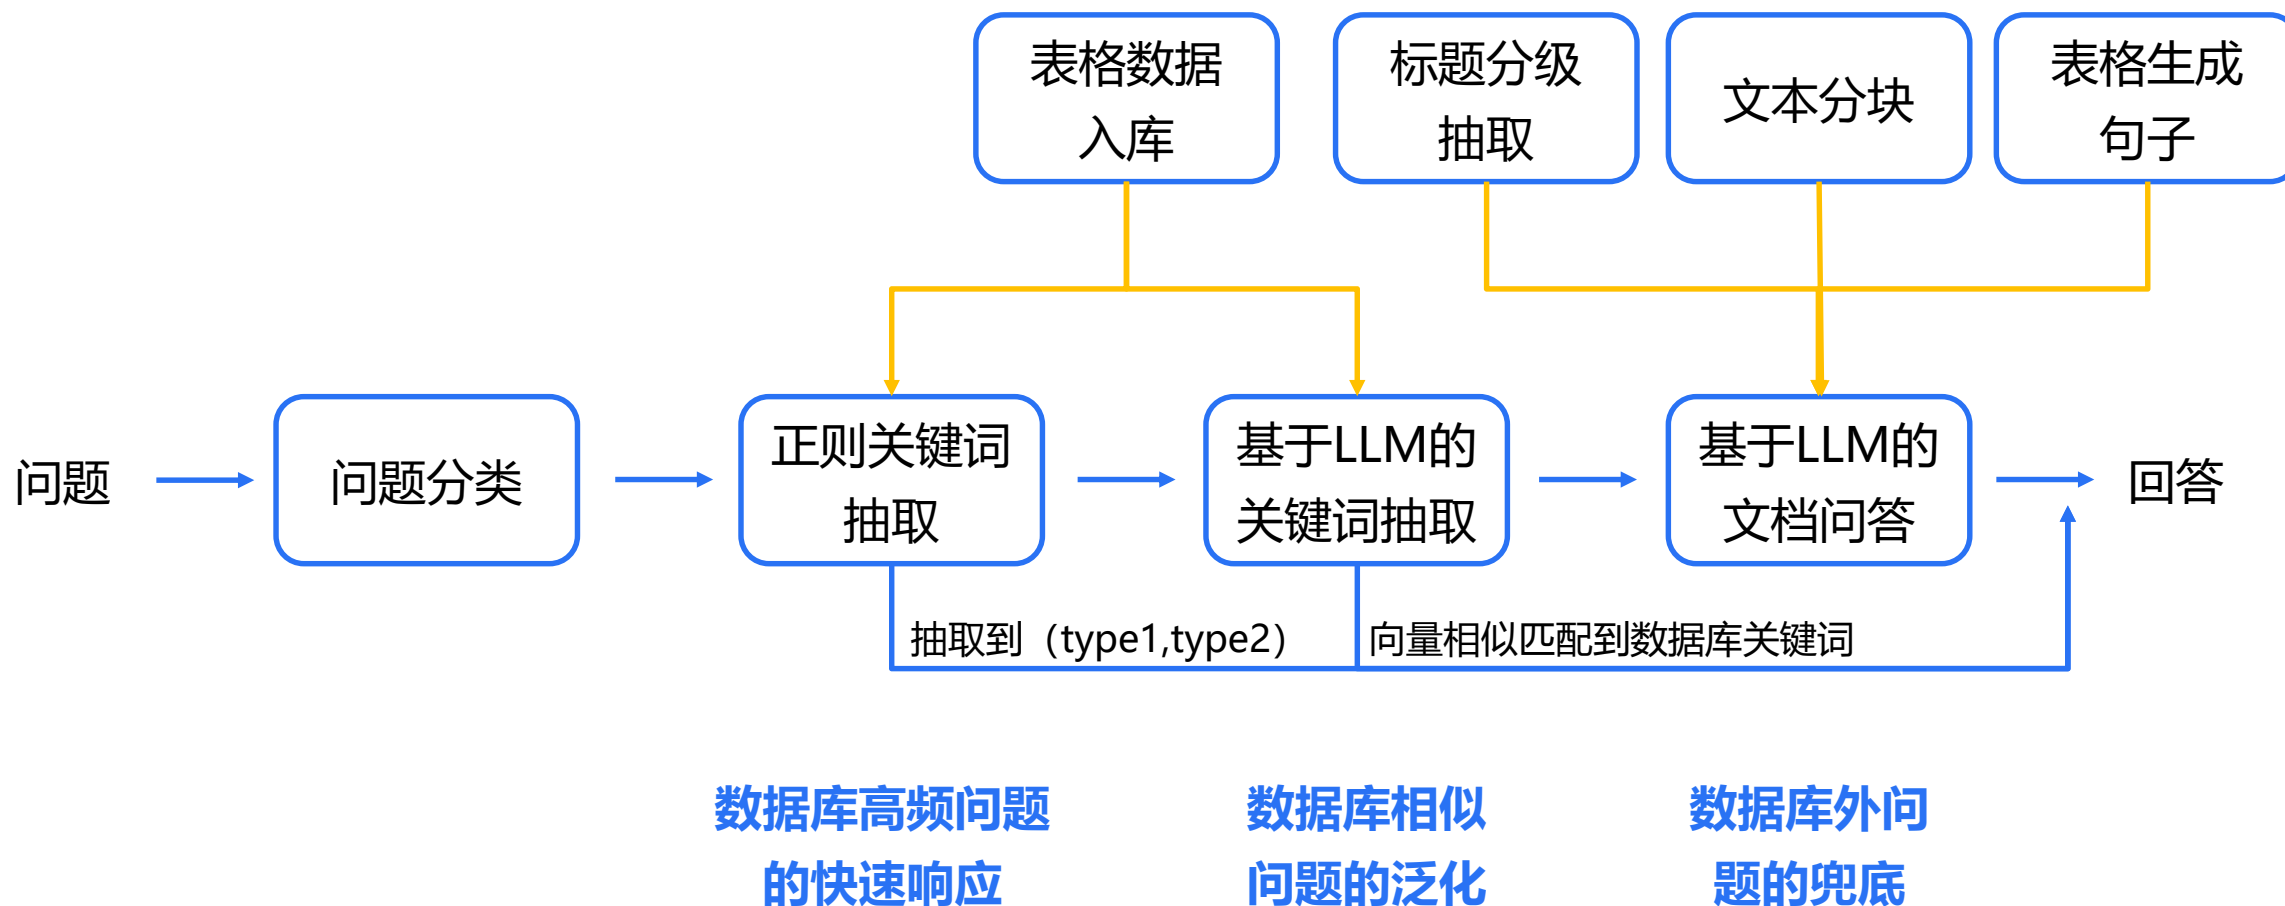 表格数据
入库
标题分级
抽取
文本分块
表格生成
句子
问题
问题分类
正则关键词
抽取
基于LLM的
关键词抽取
基于LLM的
文档问答
回答
抽取到（type1,type2）
向量相似匹配到数据库关键词
数据库高频问题
的快速响应
数据库相似
问题的泛化
数据库外问
题的兜底